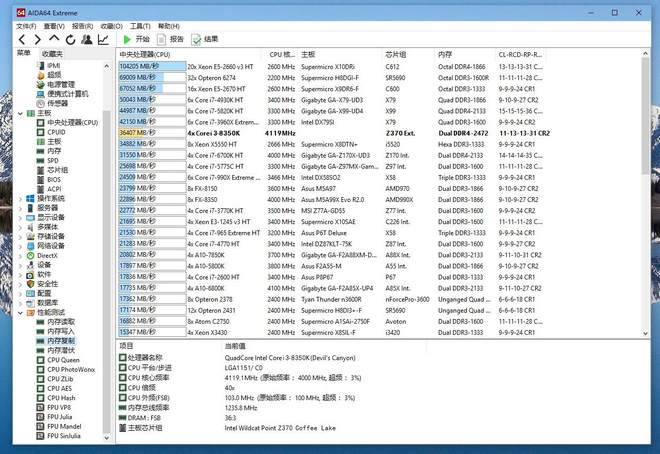 AIDA64 Extreme
文件(F) 查看(V) 报告(R) 收藏(O) 工具(T) 帮助(H)
开始 报告 结果
菜单 收藏夹
IPMI
超频
电源管理
便携式计算机
传感器
主板
中央处理器(CPU)
CPUID
主板
内存
SPD
芯片组
BIOS
ACPI
操作系统
服务器
显示设备
多媒体
存储设备
网络设备
DirectX
设备
软件
安全性
配置
数据库
性能测试
内存读取
内存写入
内存复制
内存潜伏
CPU Queen
CPU PhotoWorxx
CPU ZLib
CPU AES
CPU Hash
FPU VP8
FPU Julia
FPU Mandel
FPU SinJulia
中央处理器(CPU) CPU 核... 主板 芯片组 内存 CL-RCD-RP-R...
104205 MB/秒 20x Xeon E5-2660 v3 HT 2600 MHz Supermicro X10DRi C612 Octal DDR4-1866 13-13-13-31 CR1
69009 MB/秒 32x Opteron 6274 2200 MHz Supermicro H8DGI-F SR5690 Octal DDR3-1600R 11-11-11-28 C...
67052 MB/秒 16x Xeon E5-2670 HT 2600 MHz Supermicro X9DR6-F C600 Octal DDR3-1333 9-9-9-24 CR1
50043 MB/秒 6x Core i7-4930K HT 3400 MHz Gigabyte GA-X79-UD3 X79 Quad DDR3-1866 9-10-9-27 CR2
44987 MB/秒 6x Core i7-5820K HT 3300 MHz Gigabyte GA-X99-UD4 X99 Quad DDR4-2133 15-15-15-36 C...
42150 MB/秒 6x Core i7-3960X Extrem... 3300 MHz Intel DX79SI X79 Quad DDR3-1600 9-9-9-24 CR2
36407 MB/秒 4x Core i3-8350K 4119MHz Z370 Ext. Dual DDR4-2472 11-13-13-31 CR2
34882 MB/秒 8x Xeon X5550 HT 2666 MHz Supermicro X8DTN+ i5520 Hexa DDR3-1333 9-9-9-24 CR1
31550 MB/秒 4x Core i7-6700K HT 4000 MHz Gigabyte GA-Z170X-UD3 Z170 Int. Dual DDR4-2133 14-14-14-35 C...
25698 MB/秒 4x Core i7-5775C HT 3300 MHz Gigabyte GA-Z97MX-Gam... Z97 Int. Dual DDR3-1600 11-11-11-28 C...
24509 MB/秒 6x Core i7-990X Extreme ... 3466 MHz Intel DX58SO2 X58 Triple DDR3-1333 9-9-9-24 CR1
23799 MB/秒 8x FX-8150 3600 MHz Asus M5A97 AMD970 Dual DDR3-1866 9-10-9-27 CR2
22896 MB/秒 8x FX-8350 4000 MHz Asus M5A99X Evo R2.0 AMD990X Dual DDR3-1866 9-10-9-27 CR2
22772 MB/秒 4x Core i7-3770K HT 3500 MHz MSI Z77A-GD55 Z77 Int. Dual DDR3-1600 9-9-9-24 CR2
21695 MB/秒 4x Xeon E3-1245 v3 HT 3400 MHz Supermicro X10SAE C226 Int. Dual DDR3-1600 11-11-11-28 C...
21530 MB/秒 4x Core i7-965 Extreme HT 3200 MHz Asus P6T Deluxe X58 Triple DDR3-1333 9-9-9-24 CR1
21283 MB/秒 4x Core i7-4770 HT 3400 MHz Intel DZ87KLT-75K Z87 Int. Dual DDR3-1600 9-9-9-27 CR2
20802 MB/秒 4x A10-7850K 3700 MHz Gigabyte GA-F2A88XM-D... A88X Int. Dual DDR3-2133 9-11-10-31 CR2
17897 MB/秒 4x A10-5800K 3800 MHz Asus F2A55-M A55 Int. Dual DDR3-1866 9-10-9-27 CR2
17836 MB/秒 4x Core i7-2600 HT 3400 MHz Asus P8P67 P67 Dual DDR3-1333 9-9-9-24 CR1
17735 MB/秒 4x A10-6800K 4100 MHz Gigabyte GA-F2A85X-UP4 A85X Int. Dual DDR3-2133 9-11-10-27 CR2
17362 MB/秒 8x Opteron 2378 2400 MHz Tyan Thunder n3600R nForcePro-3600 Unganged Quad ... 6-6-6-18 CR1
17174 MB/秒 12x Opteron 2431 2400 MHz Supermicro H8DI3+-F SR5690 Unganged Quad ... 6-6-6-18 CR1
16882 MB/秒 8x Atom C2750 2400 MHz Supermicro A1SAi-2750F Avoton Dual DDR3-1600 11-11-11-28 C...
15347 MB/秒 4x Xeon X3430 2400 MHz Supermicro X8SIL-F i3420 Dual DDR3-1333 9-9-9-24 CR1
项目 当前值
处理器名称 QuadCore Intel Core i3-8350K (Devil's Canyon)
CPU 平台/步进 LGA1151/ C0
CPU 核心频率 4119.1MHz (原始频率: 4000 MHz, 超频: 3%)
CPU 倍频 40x
CPU 外频(FSB) 103.0 MHz (原始频率: 100 MHz, 超频: 3%)
内存总线频率 1235.8 MHz
DRAM : FSB 36:3
主板芯片组 Intel Wildcat Point Z370 Coffee Lake